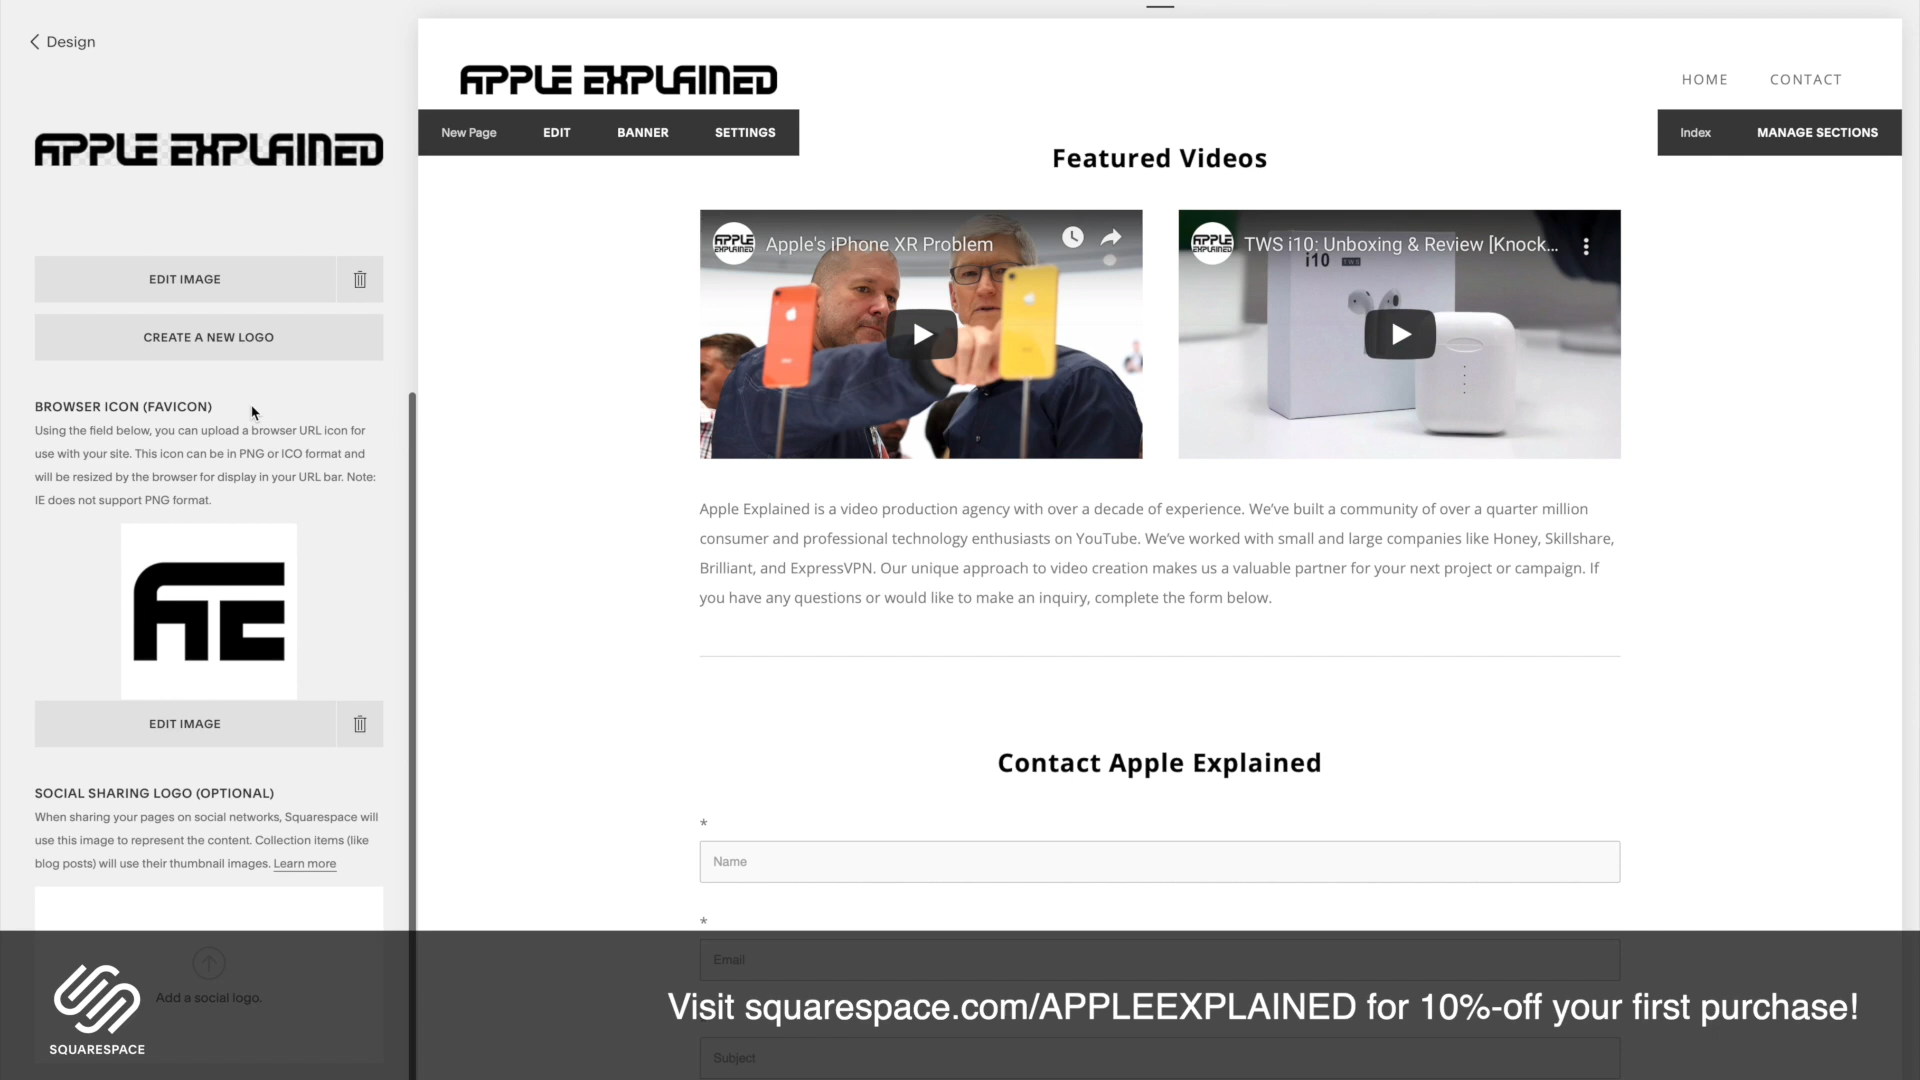 Design
APPLE EXPLAINED
EDIT IMAGE
CREATE A NEW LOGO
BROWSER ICON (FAVICON)
Using the field below, you can upload a browser URL icon for
use with your site. This icon can be in PNG or ICO format and
will be resized by the browser for display in your URL bar. Note:
IE does not support PNG format.
AE
EDIT IMAGE
SOCIAL SHARING LOGO (OPTIONAL)
When sharing your pages on social networks, Squarespace will
use this image to represent the content. Collection items (like
blog posts) will use their thumbnail images. Learn more
Add a social logo.
APPLE EXPLAINED
HOME CONTACT
New Page EDIT BANNER SETTINGS
Index MANAGE SECTIONS
Featured Videos
APPLE
EXPLAINED
Apple's iPhone XR Problem
APPLE
EXPLAINED
TWS i10: Unboxing & Review [Knock...
i10 TWS
Apple Explained is a video production agency with over a decade of experience. We've built a community of over a quarter million
consumer and professional technology enthusiasts on YouTube. We've worked with small and large companies like Honey, Skillshare,
Brilliant, and ExpressVPN. Our unique approach to video creation makes us a valuable partner for your next project or campaign. If
you have any questions or would like to make an inquiry, complete the form below.
Contact Apple Explained
*
Name
*
Email
Subject
SQUARESPACE
Visit squarespace.com/APPLEEXPLAINED for 10%-off your first purchase!